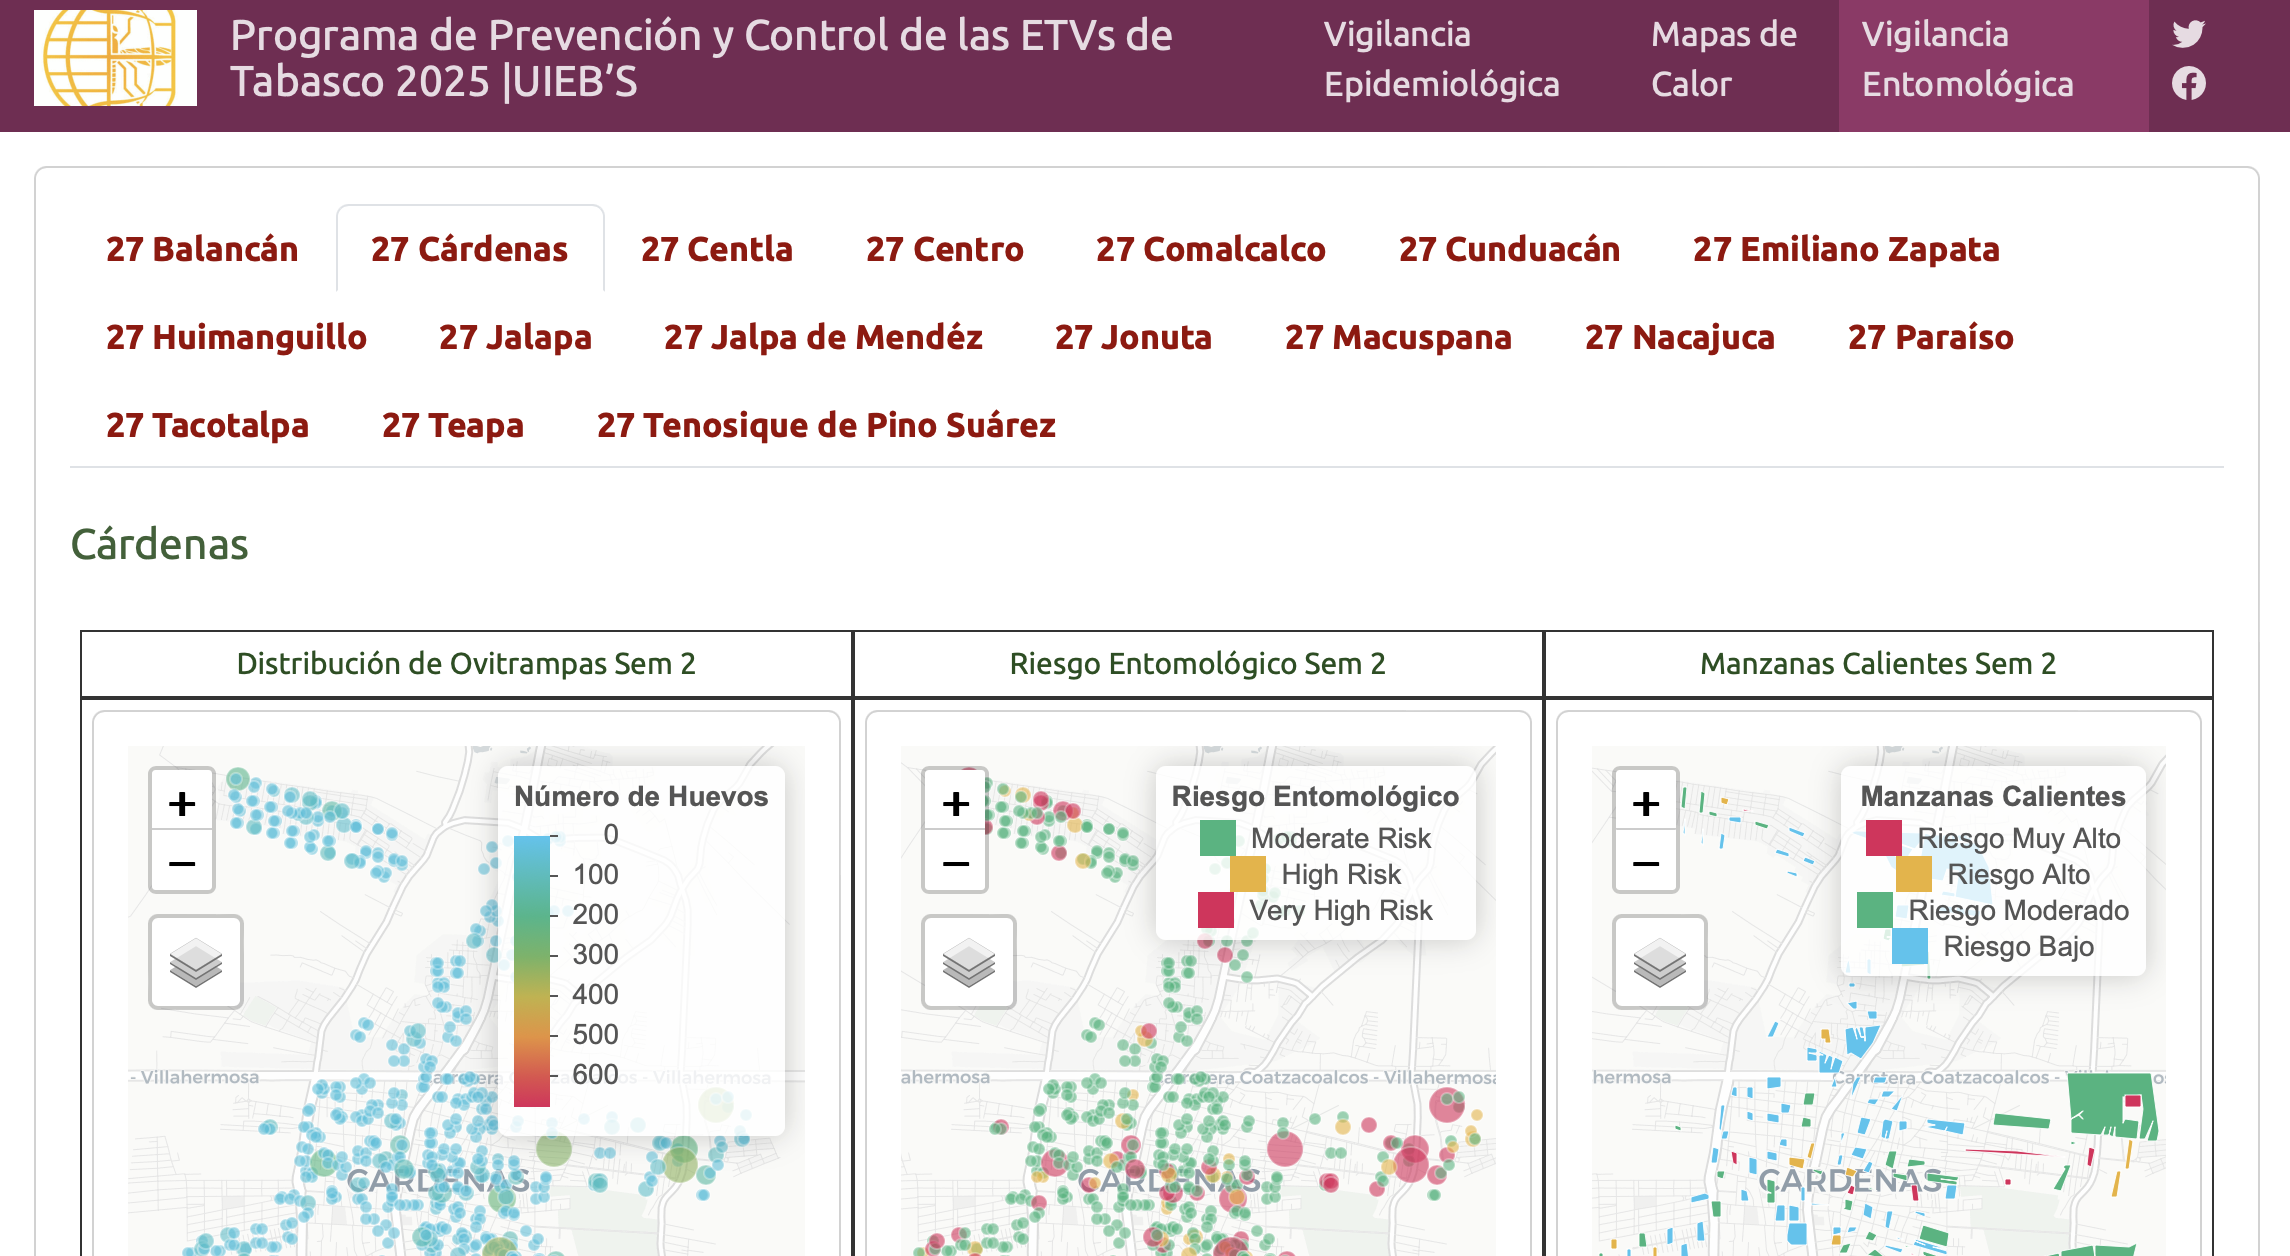 Programa de Prevención y Control de las ETVs de
Tabasco 2025 |UIEB’S
Vigilancia
Epidemiológica
Mapas de
Calor
Vigilancia
Entomológica
27 Balancán
27 Cárdenas
27 Centla
27 Centro
27 Comalcalco
27 Cunduacán
27 Emiliano Zapata
27 Huimanguillo
27 Jalapa
27 Jalpa de Mendéz
27 Jonuta
27 Macuspana
27 Nacajuca
27 Paraíso
27 Tacotalpa
27 Teapa
27 Tenosique de Pino Suárez
Cárdenas
Distribución de Ovitrampas Sem 2
Riesgo Entomológico Sem 2
Manzanas Calientes Sem 2
+
−
Número de Huevos
0
100
200
300
400
500
600
- Villahermosa
- Villahermosa
CÁRDENAS
+
−
Riesgo Entomológico
Moderate Risk
High Risk
Very High Risk
ahermosa
Carretera Coatzacoalcos - Villahermosa
CÁRDENAS
+
−
Manzanas Calientes
Riesgo Muy Alto
Riesgo Alto
Riesgo Moderado
Riesgo Bajo
hermosa
Carretera Coatzacoalcos -
CÁRDENAS